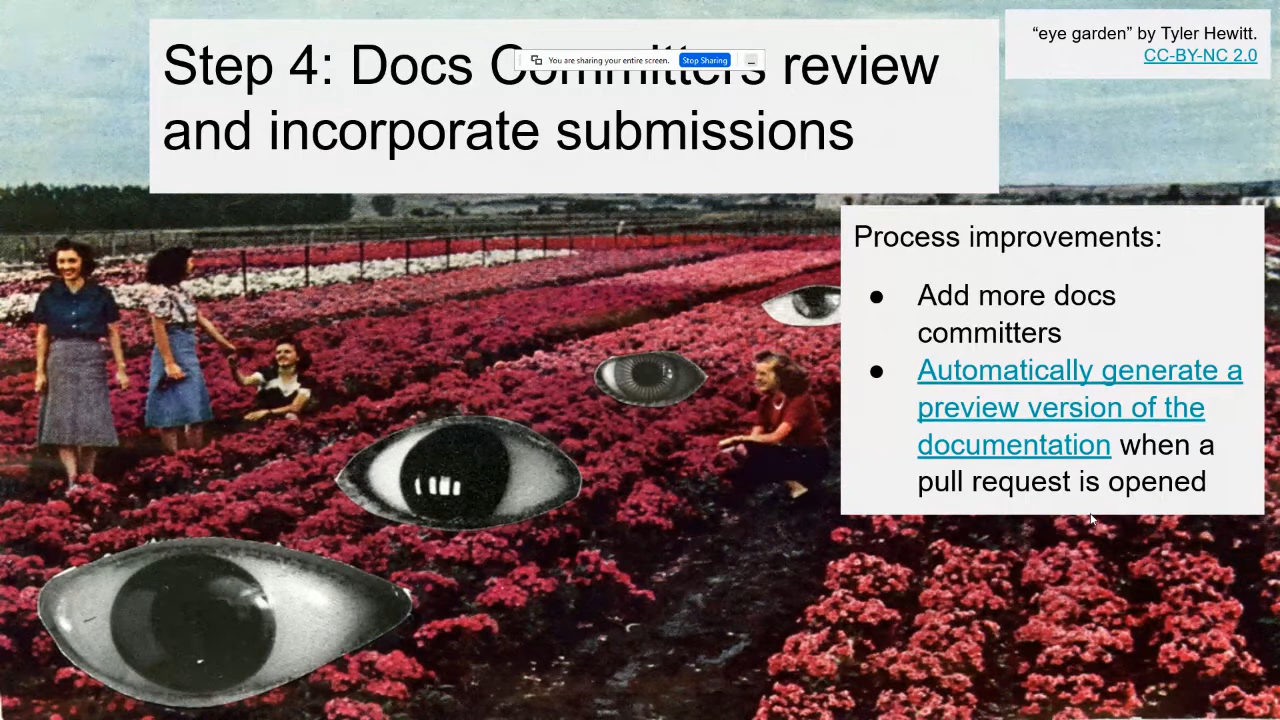 Step 4: Docs Committers review
and incorporate submissions
You are sharing your entire screen. Stop Sharing
“eye garden” by Tyler Hewitt.
CC-BY-NC 2.0
Process improvements:
● Add more docs
committers
● Automatically generate a
preview version of the
documentation when a
pull request is opened